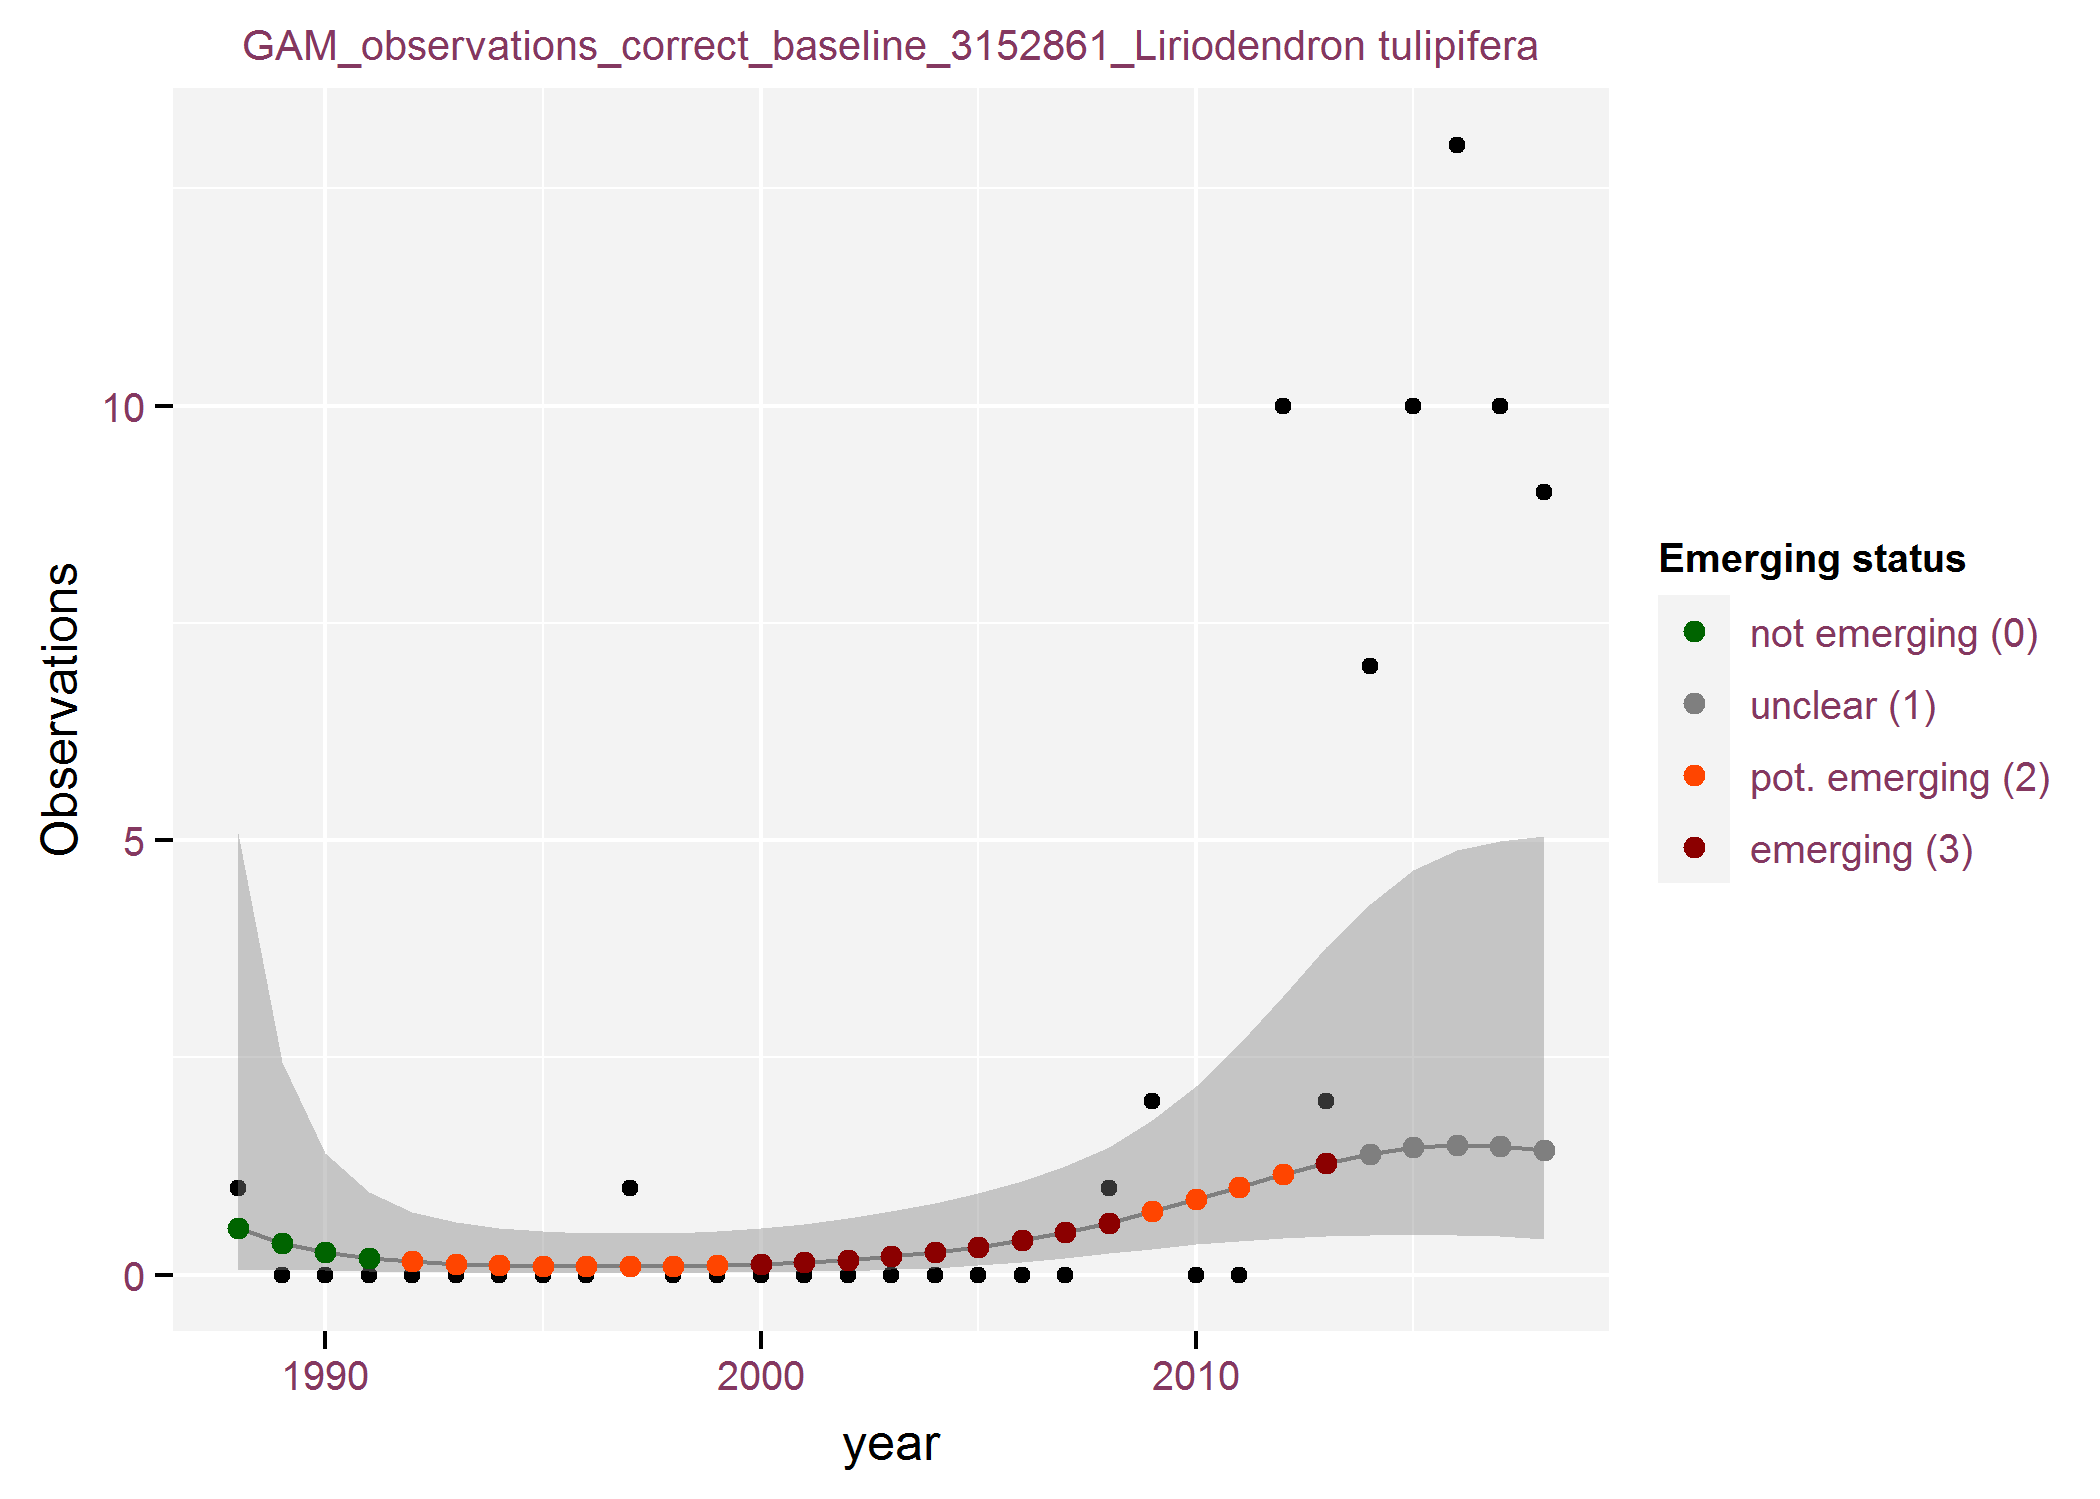 GAM_observations_correct_baseline_3152861_Liriodendron tulipifera
Observations
10
5
0
1990
2000
2010
year
Emerging status
not emerging (0)
unclear (1)
pot. emerging (2)
emerging (3)